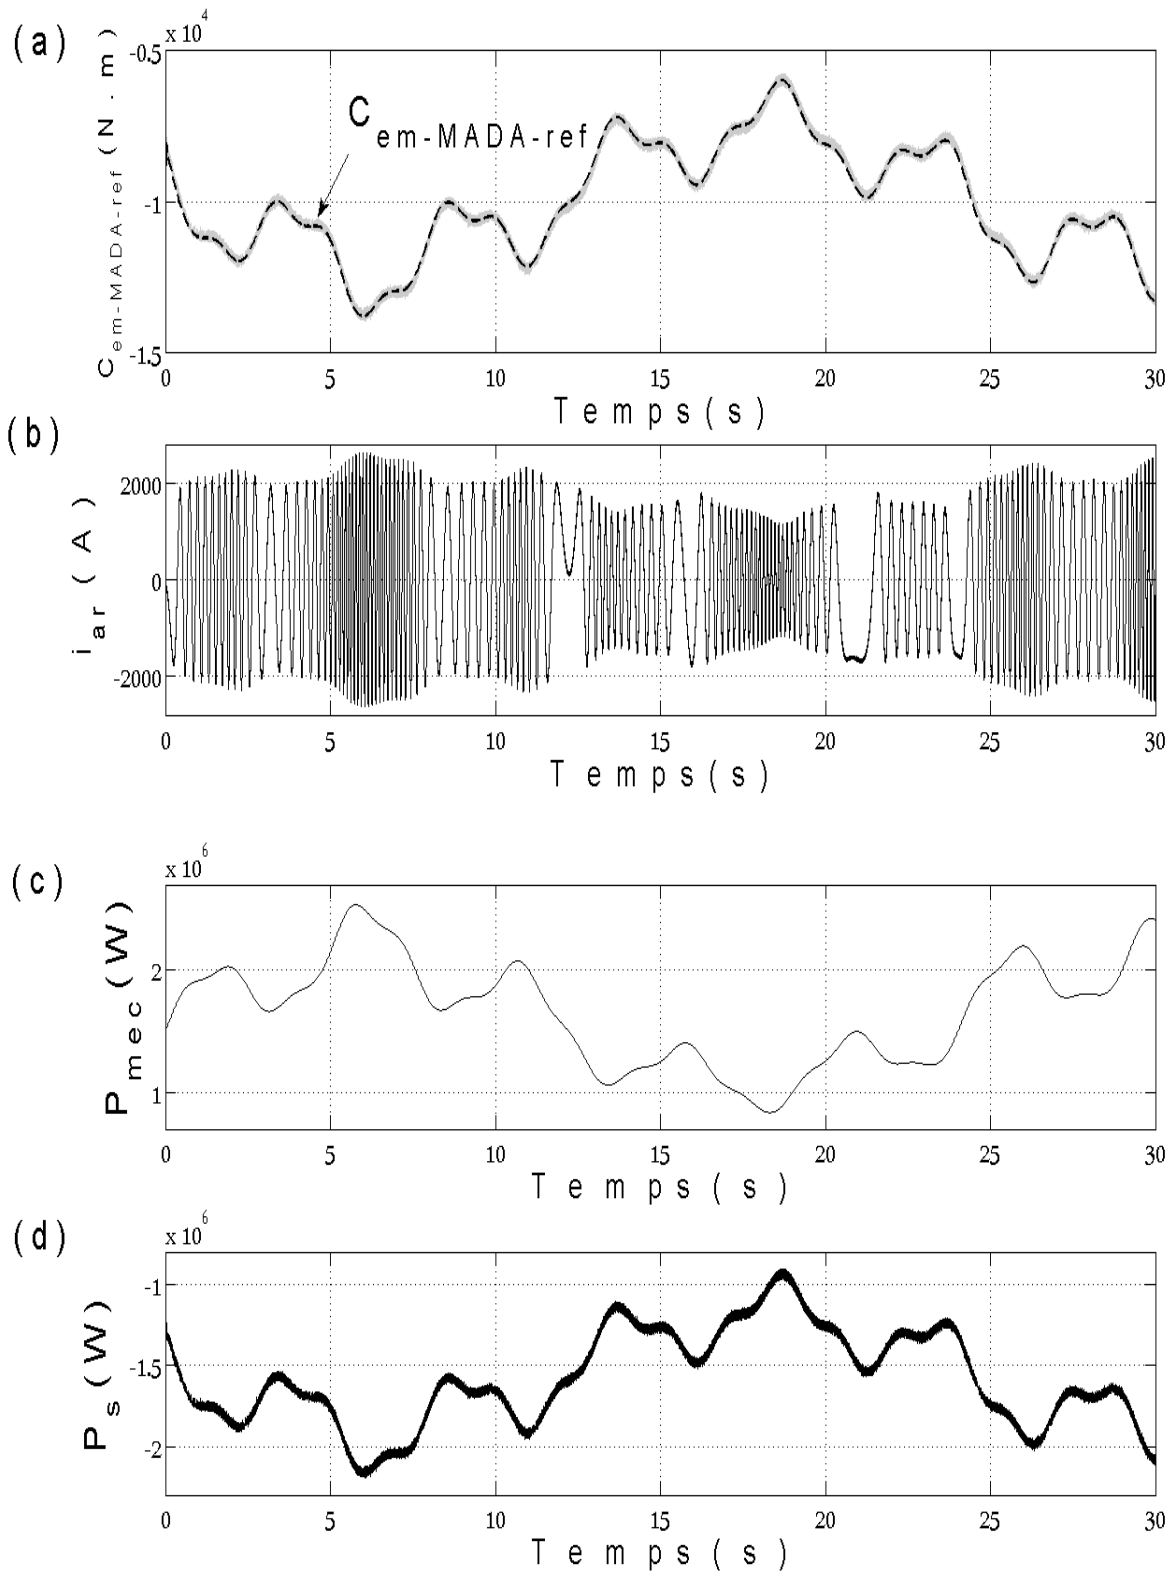 (a)
x 10^4
C_em-MADA-ref (N.m)
-0.5
-1
-1.5
C_em-MADA-ref
0 5 10 15 20 25 30
Temps(s)
(b)
i_ar (A)
2000
0
-2000
0 5 10 15 20 25 30
Temps(s)
(c)
x 10^6
P_mec (W)
2
1
0 5 10 15 20 25 30
Temps(s)
(d)
x 10^6
P_s (W)
-1
-1.5
-2
0 5 10 15 20 25 30
Temps(s)